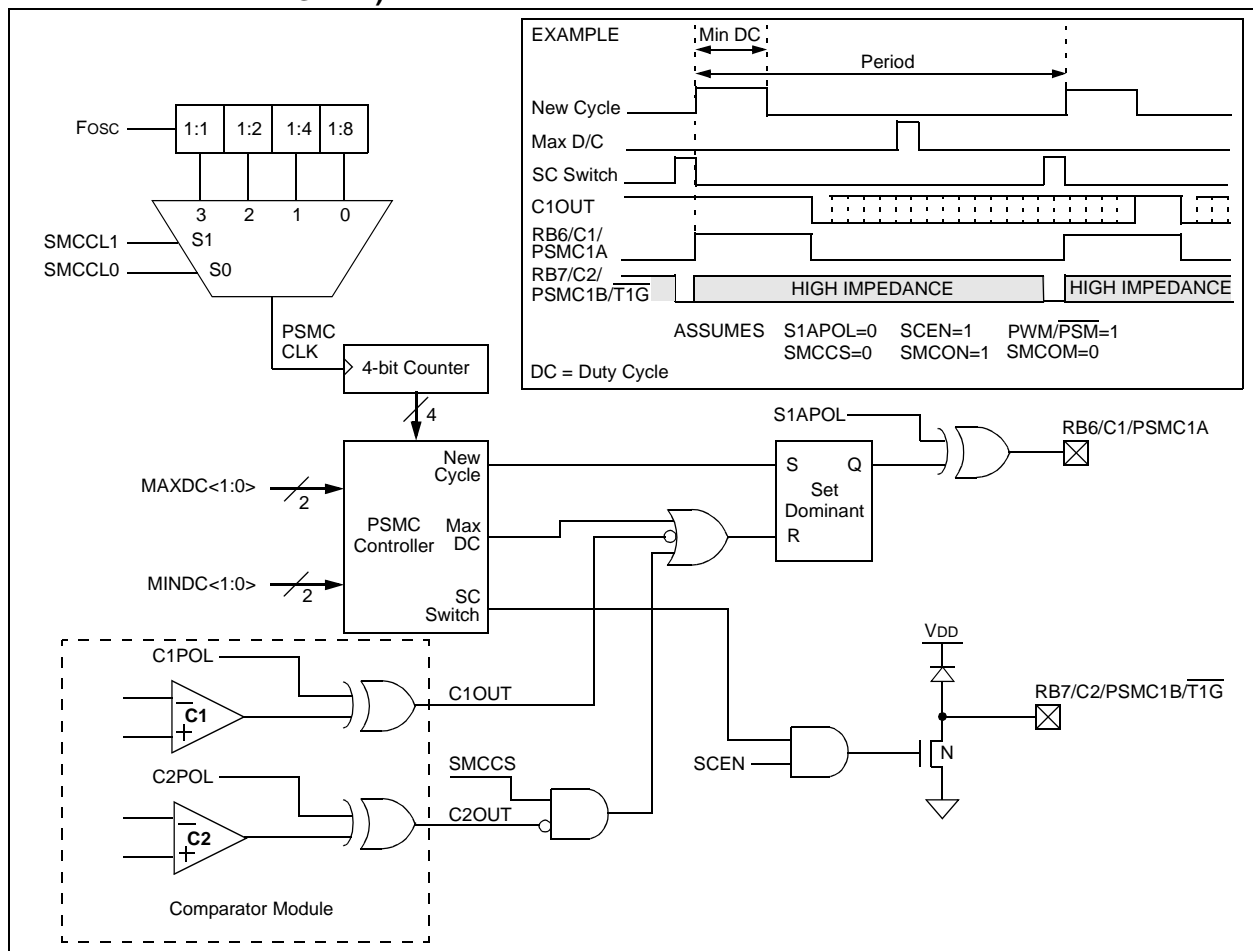 EXAMPLE
Min DC
Period
New Cycle
Max D/C
SC Switch
C1OUT
RB6/C1/
PSMC1A
RB7/C2/
PSMC1B/T1G
HIGH IMPEDANCE
HIGH IMPEDANCE
ASSUMES S1APOL=0 SCEN=1 PWM/PSM=1
SMCCS=0 SMCON=1 SMCOM=0
DC = Duty Cycle
FOSC
1:1 1:2 1:4 1:8
3 2 1 0
SMCCL1
S1
SMCCL0
S0
PSMC
CLK
4-bit Counter
4
S1APOL
RB6/C1/PSMC1A
MAXDC<1:0>
2
MINDC<1:0>
2
PSMC
Controller
New
Cycle
Max
DC
SC
Switch
S Q
Set
Dominant
R
C1POL
C1
C1OUT
C2POL
C2
C2OUT
SMCCS
SCEN
VDD
N
RB7/C2/PSMC1B/T1G
Comparator Module